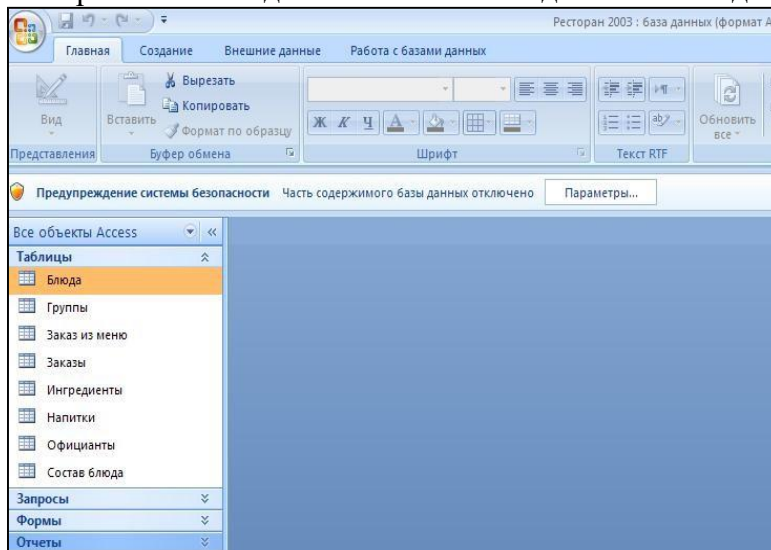 Ресторан 2003 : база данных (формат A
Главная Создание Внешние данные Работа с базами данных
Вырезать
Копировать
Формат по образцу
Вид
Вставить
Ж К Ч А
ab
Обновить
все
Представления Буфер обмена Шрифт Текст RTF
Предупреждение системы безопасности Часть содержимого базы данных отключено Параметры...
Все объекты Access
Таблицы
Блюда
Группы
Заказ из меню
Заказы
Ингредиенты
Напитки
Официанты
Состав блюда
Запросы
Формы
Отчеты